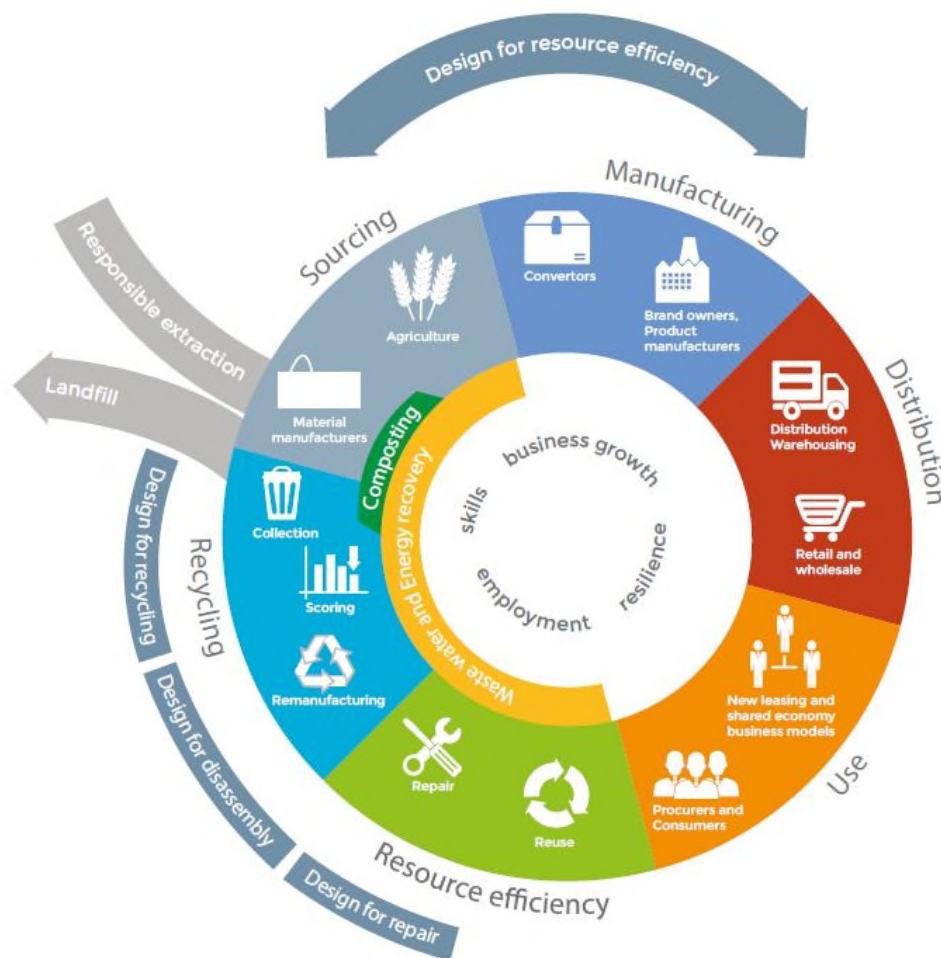 Design for resource efficiency
Manufacturing
Sourcing
Responsible extraction
Landfill
Convertors
Brand owners,
Product
manufacturers
Agriculture
Material
manufacturers
Distribution
Distribution
Warehousing
Retail and
wholesale
Composting
Waste water and Energy recovery
business growth
skills
resilience
employment
Collection
Scoring
Remanufacturing
Recycling
Design for recycling
Design for disassembly
Design for repair
New leasing and
shared economy
business models
Procurers and
Consumers
Use
Repair
Reuse
Resource efficiency